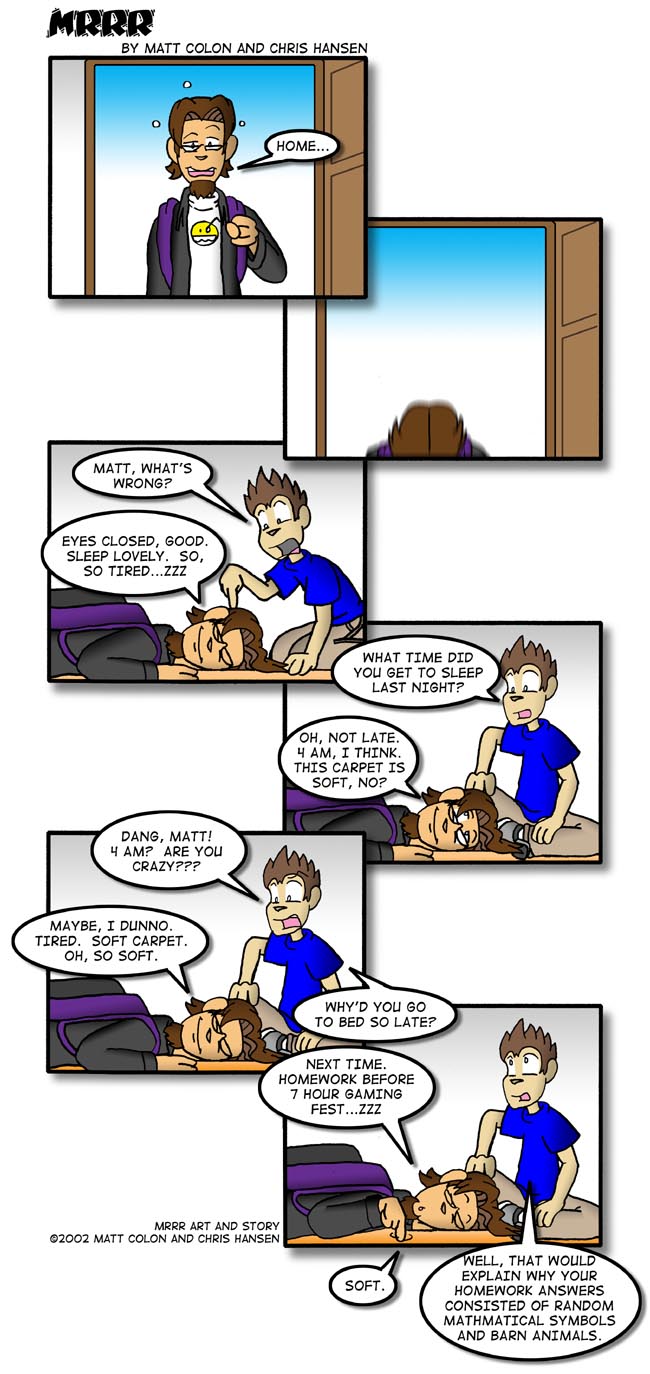 MRRR
BY MATT COLON AND CHRIS HANSEN
HOME...
MATT, WHAT'S
WRONG?
EYES CLOSED, GOOD.
SLEEP LOVELY. SO,
SO TIRED...ZZZ
WHAT TIME DID
YOU GET TO SLEEP
LAST NIGHT?
OH, NOT LATE.
4 AM, I THINK.
THIS CARPET IS
SOFT, NO?
DANG, MATT!
4 AM? ARE YOU
CRAZY???
MAYBE, I DUNNO.
TIRED. SOFT CARPET.
OH, SO SOFT.
WHY'D YOU GO
TO BED SO LATE?
NEXT TIME.
HOMEWORK BEFORE
7 HOUR GAMING
FEST...ZZZ
WELL, THAT WOULD
EXPLAIN WHY YOUR
HOMEWORK ANSWERS
CONSISTED OF RANDOM
MATHMATICAL SYMBOLS
AND BARN ANIMALS.
SOFT.
MRRR ART AND STORY
©2002 MATT COLON AND CHRIS HANSEN